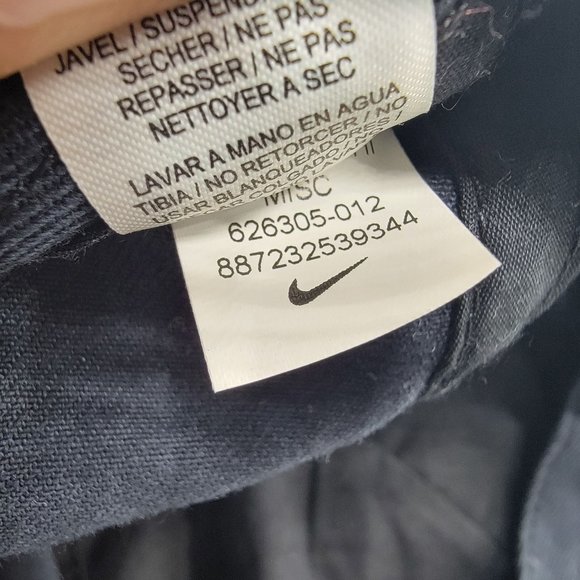 JAVEL / SUSPEND
SECHER / NE PAS
REPASSER / NE PAS
NETTOYER A SEC
LAVAR A MANO EN AGUA
TIBIA / NO RETORCER / NO
USAR BLANQUEADORES /
MISC
626305-012
887232539344